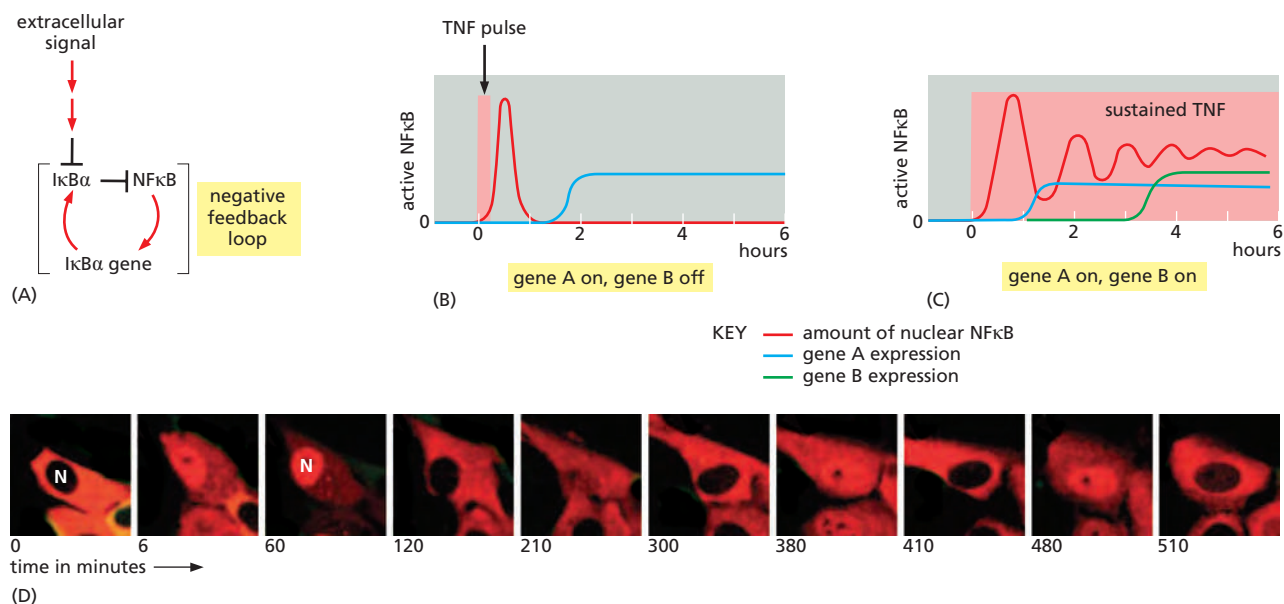 extracellular
signal
IκBα
NFκB
IκBα gene
negative
feedback
loop
(A)
TNF pulse
active NFκB
0
0
2
4
6
hours
gene A on, gene B off
(B)
sustained TNF
active NFκB
0
0
2
4
6
hours
gene A on, gene B on
(C)
KEY
amount of nuclear NFκB
gene A expression
gene B expression
N
N
0
6
60
120
210
300
380
410
480
510
time in minutes
(D)